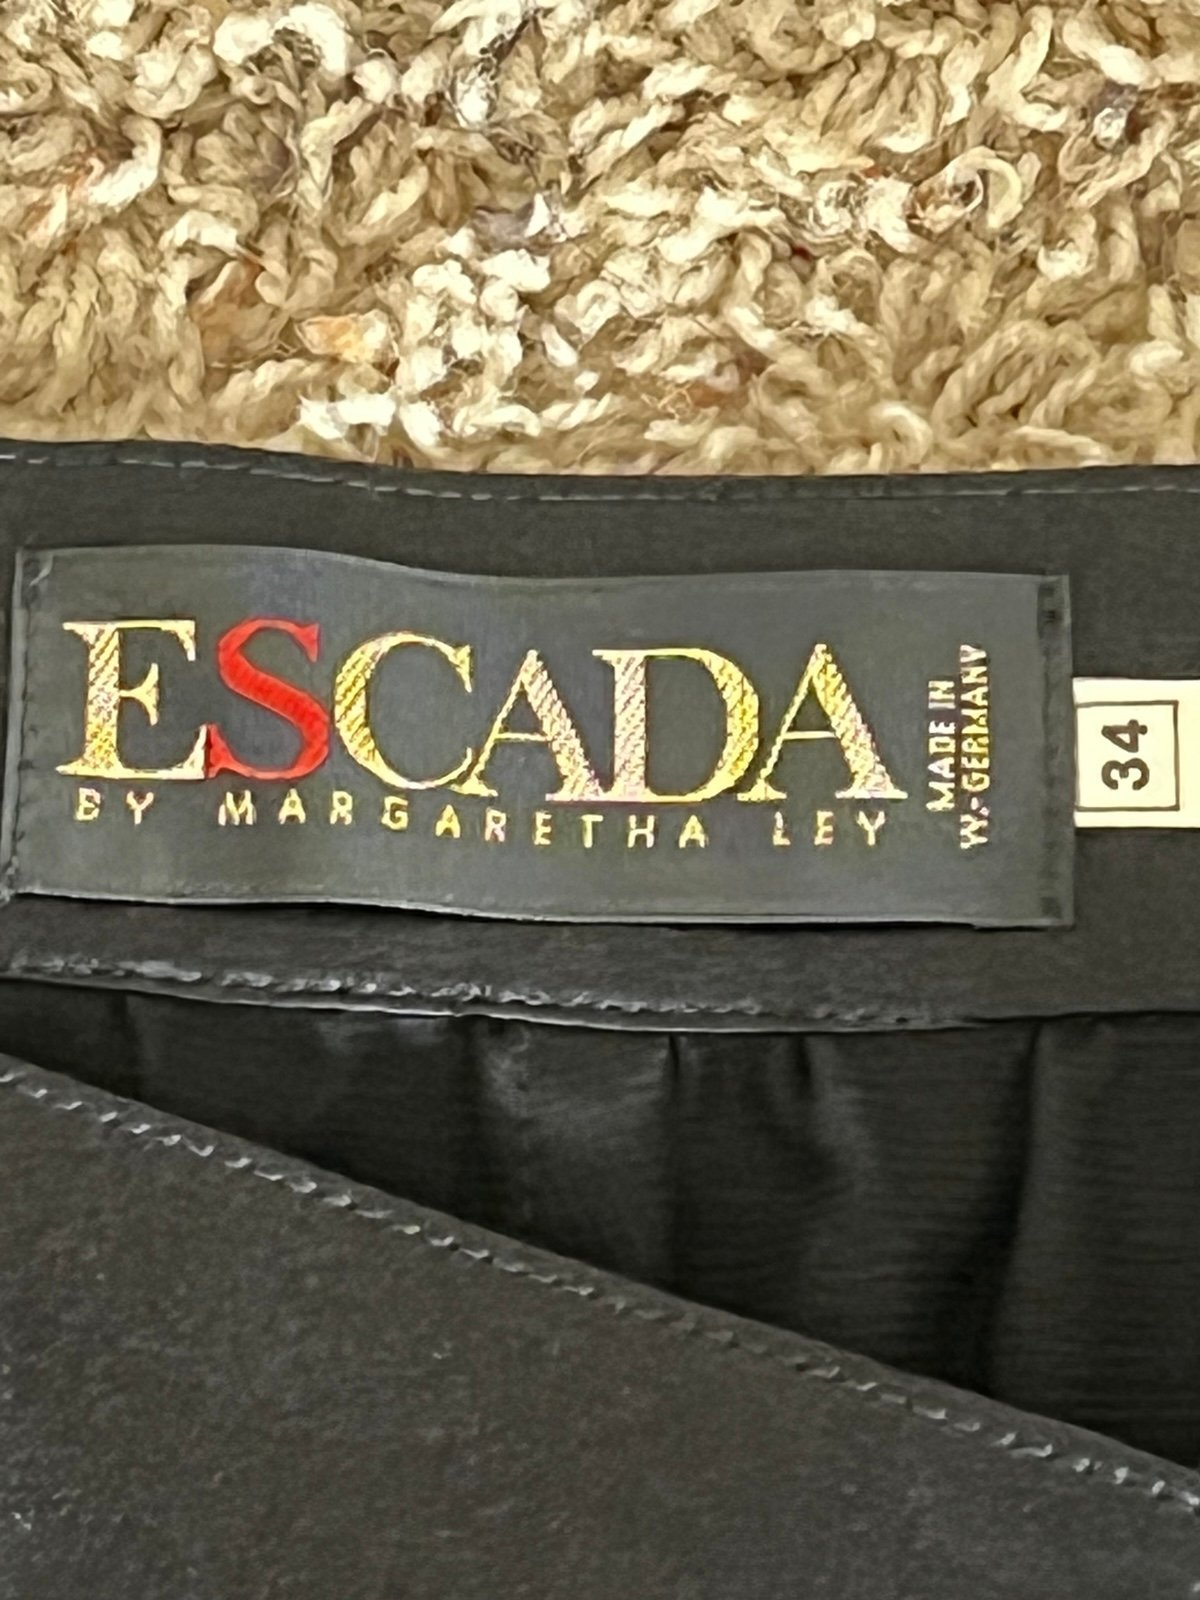 ESCADA
BY MARGARETHA LEY
MADE IN
W.-GERMANY
34